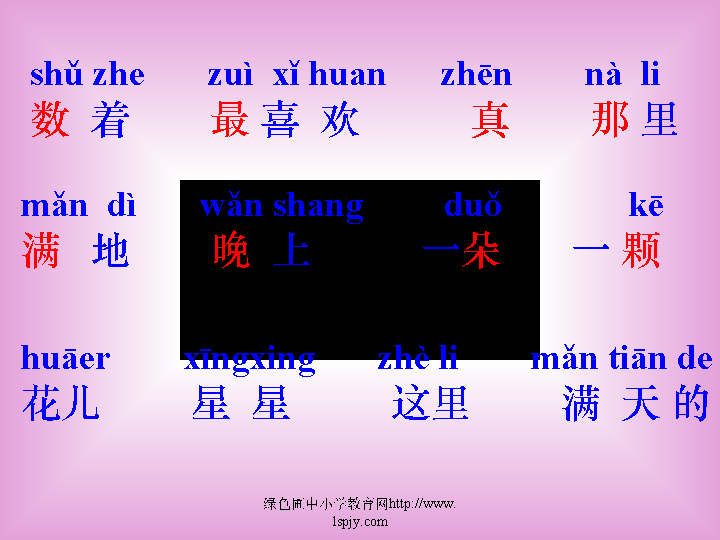 shǔ zhe zuì xǐ huan zhēn nà li
数 着 最 喜 欢 真 那 里
mǎn dì wǎn shang duǒ kē
满 地 晚 上 一朵 一 颗
huāer xīngxing zhè li mǎn tiān de
花儿 星 星 这里 满 天 的
绿色圃中小学教育网http://www.
lspjy.com